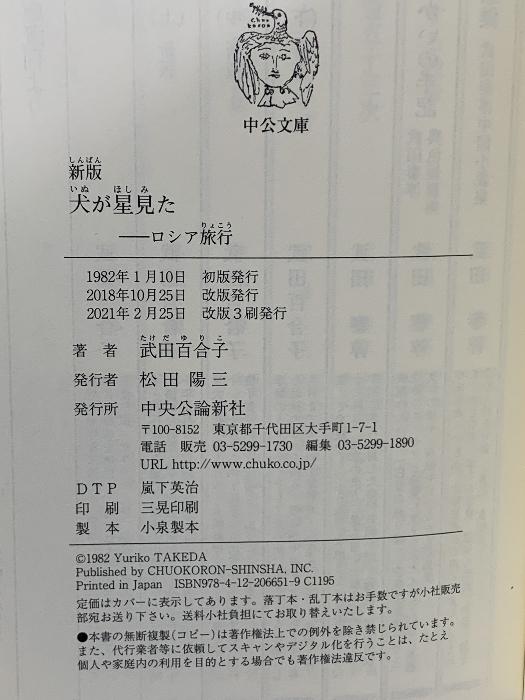 Chuo
koron
中公文庫
しんぱん
新版
いぬ ほしみ
犬が星見た
りょこう
――ロシア旅行
1982年1月10日 初版発行
2018年10月25日 改版発行
2021年2月25日 改版3刷発行
たけだゆりこ
著者 武田百合子
発行者 松田陽三
発行所 中央公論新社
〒100-8152 東京都千代田区大手町1-7-1
電話 販売 03-5299-1730 編集 03-5299-1890
URL http://www.chuko.co.jp/
DTP 嵐下英治
印刷 三晃印刷
製本 小泉製本
©1982 Yuriko TAKEDA
Published by CHUOKORON-SHINSHA, INC.
Printed in Japan ISBN978-4-12-206651-9 C1195
定価はカバーに表示してあります。落丁本・乱丁本はお手数ですが小社販売
部宛お送り下さい。送料小社負担にてお取り替えいたします。
●本書の無断複製(コピー)は著作権法上での例外を除き禁じられています。
また、代行業者等に依頼してスキャンやデジタル化を行うことは、たとえ
個人や家庭内の利用を目的とする場合でも著作権法違反です。